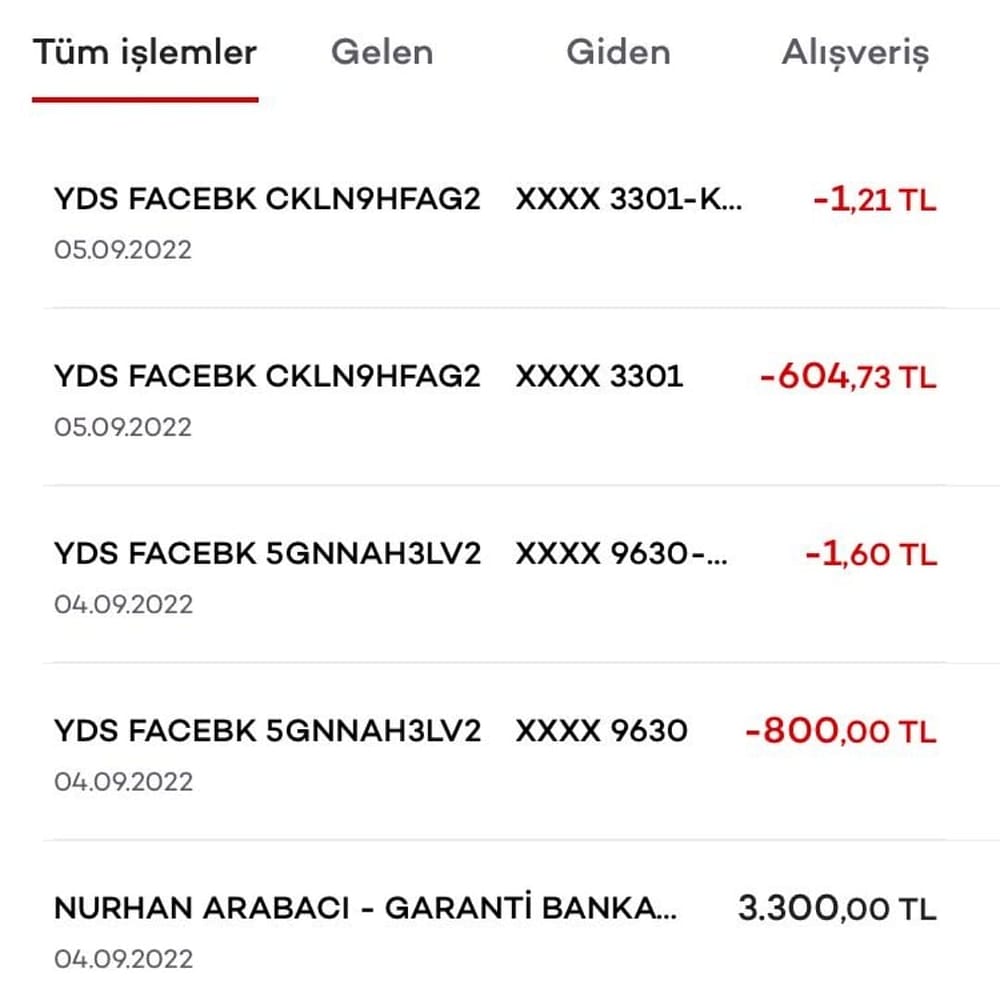 Tüm işlemler Gelen Giden Alışveriş
YDS FACEBK CKLN9HFAG2 XXXX 3301-K... -1,21 TL
05.09.2022
YDS FACEBK CKLN9HFAG2 XXXX 3301 -604,73 TL
05.09.2022
YDS FACEBK 5GNNAH3LV2 XXXX 9630-... -1,60 TL
04.09.2022
YDS FACEBK 5GNNAH3LV2 XXXX 9630 -800,00 TL
04.09.2022
NURHAN ARABACI - GARANTİ BANKA... 3.300,00 TL
04.09.2022